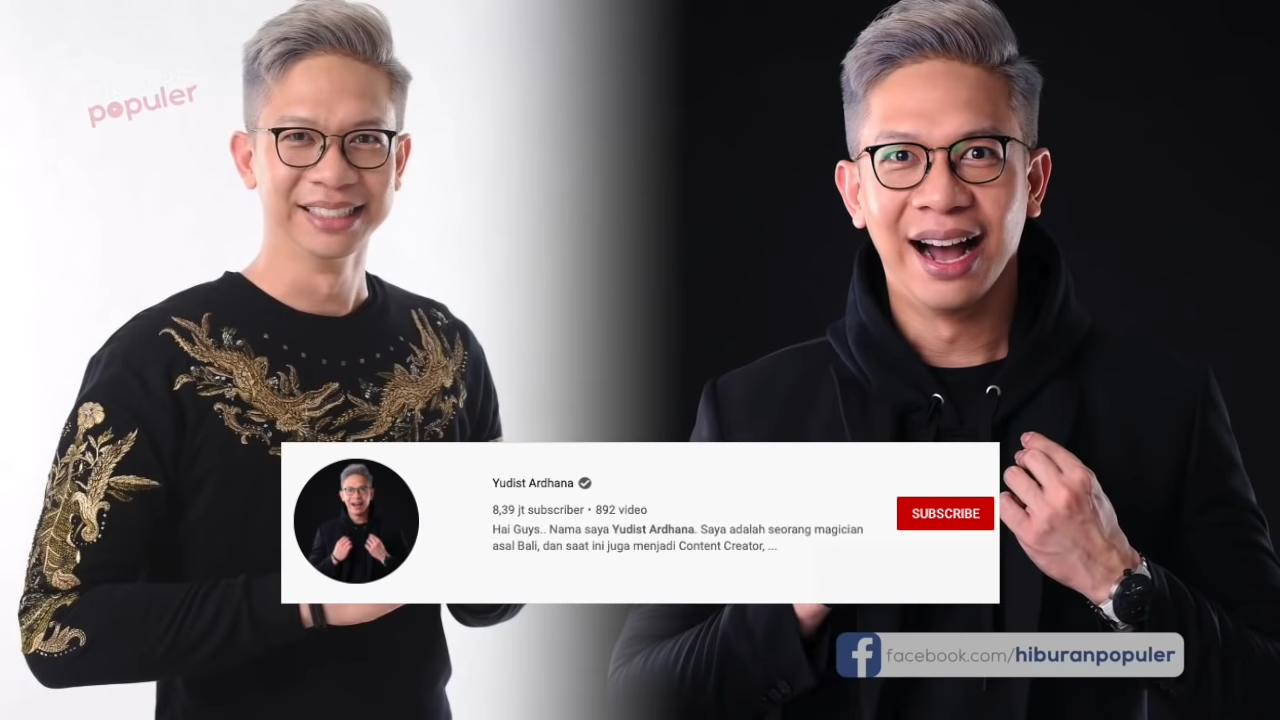 populer
Yudist Ardhana
8,39 jt subscriber • 892 video
Hai Guys.. Nama saya Yudist Ardhana. Saya adalah seorang magician
asal Bali, dan saat ini juga menjadi Content Creator, ...
SUBSCRIBE
facebook.com/hiburanpopuler